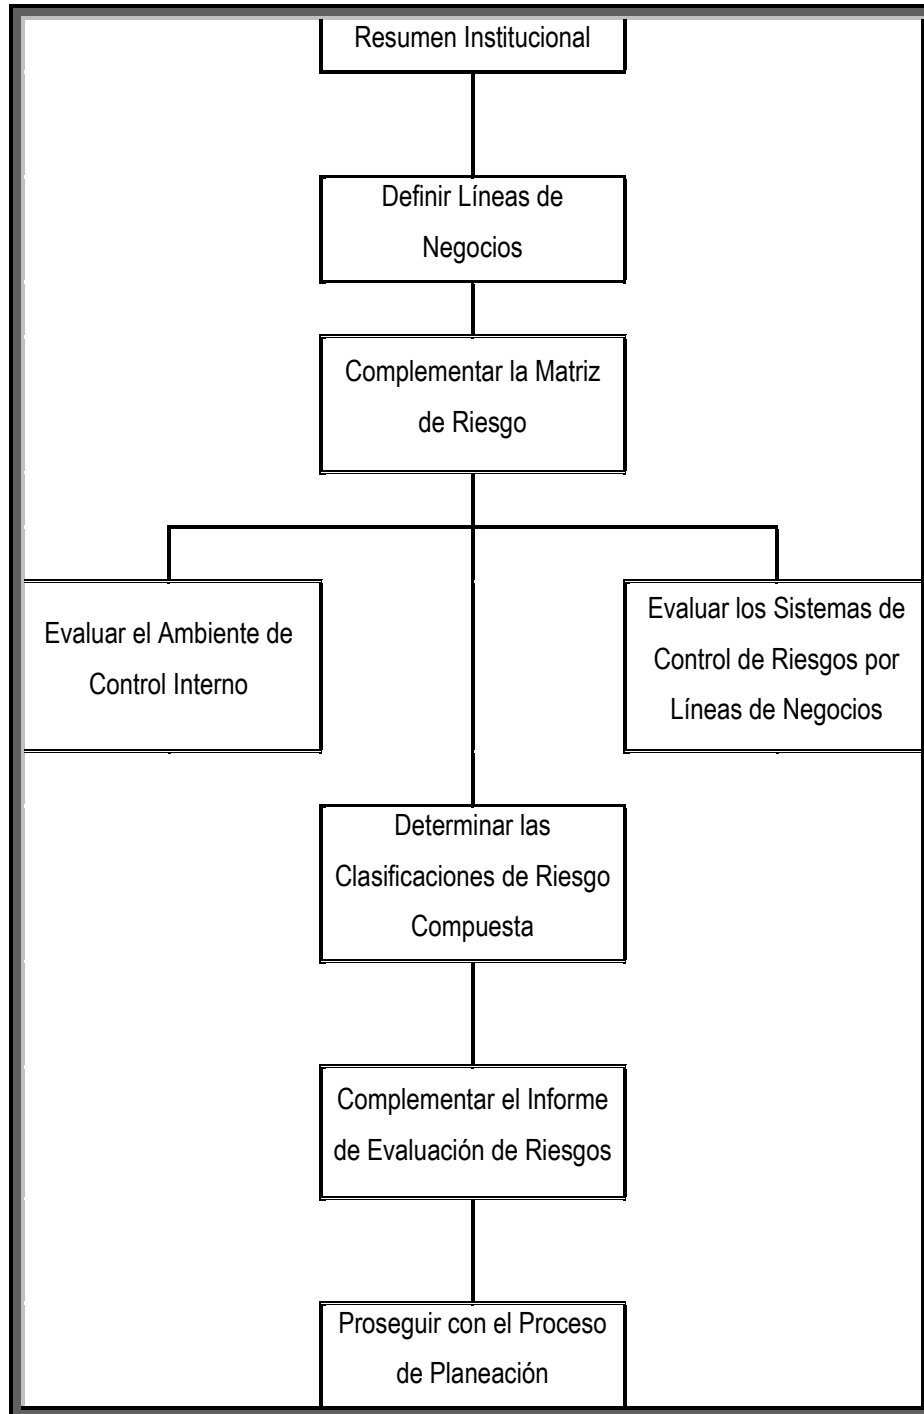 Resumen Institucional
Definir Líneas de
Negocios
Complementar la Matriz
de Riesgo
Evaluar el Ambiente de
Control Interno
Evaluar los Sistemas de
Control de Riesgos por
Líneas de Negocios
Determinar las
Clasificaciones de Riesgo
Compuesta
Complementar el Informe
de Evaluación de Riesgos
Proseguir con el Proceso
de Planeación